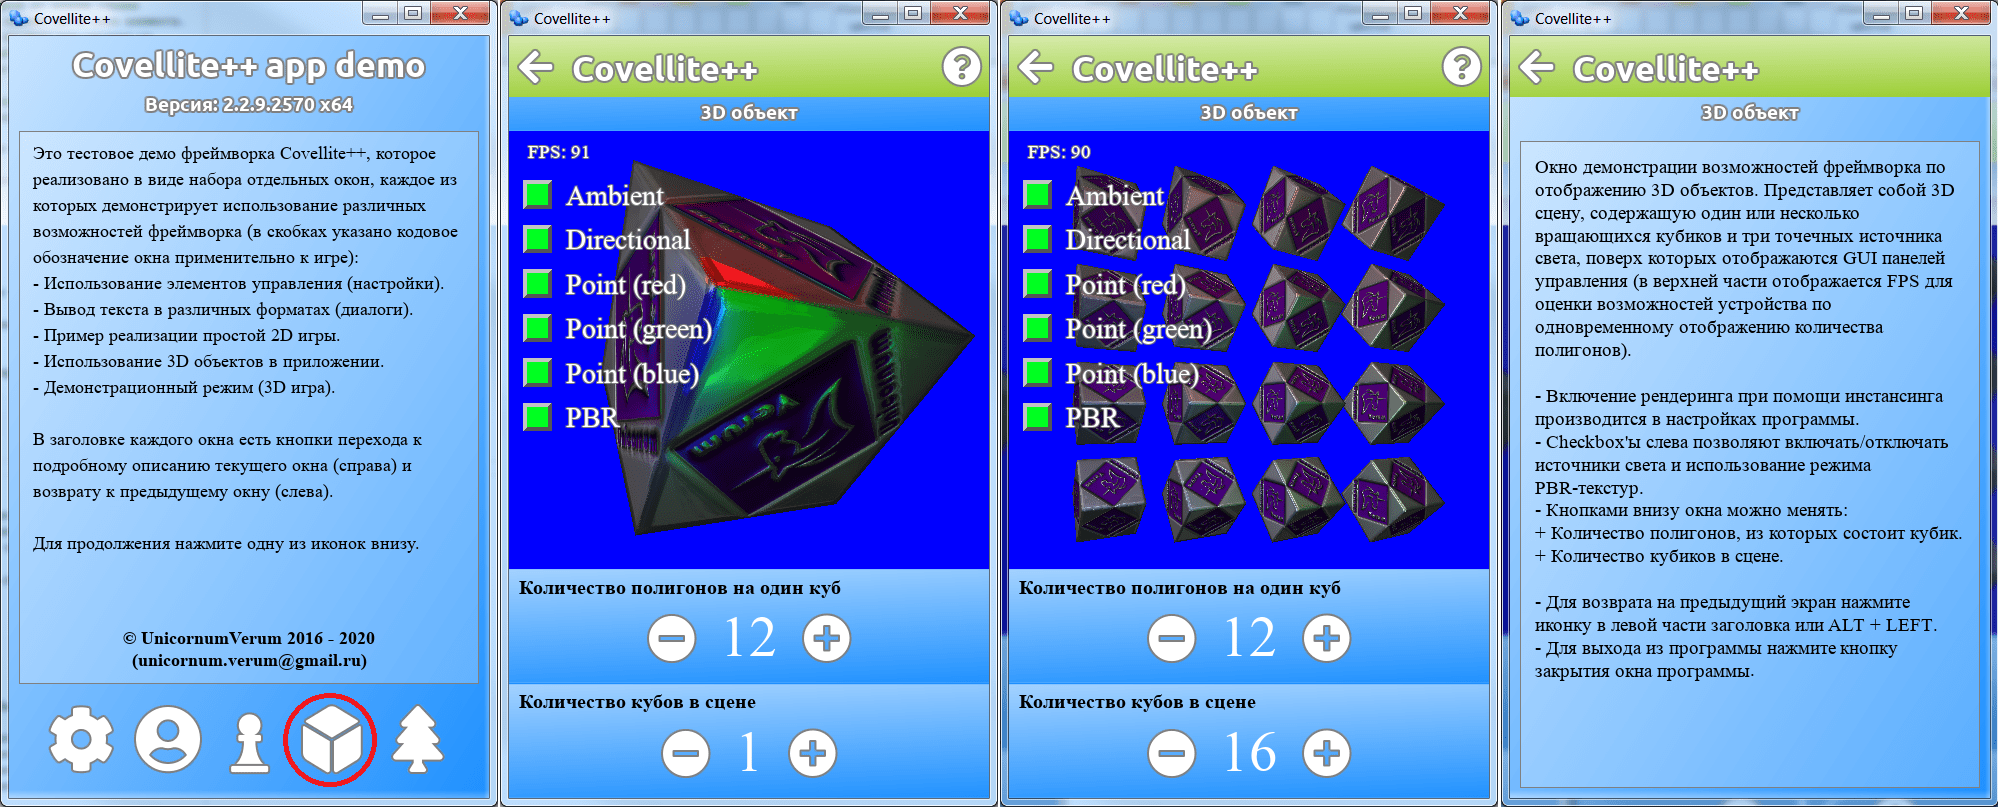 Covellite++
Covellite++ app demo
Версия: 2.2.9.2570 x64
Это тестовое демо фреймворка Covellite++, которое
реализовано в виде набора отдельных окон, каждое из
которых демонстрирует использование различных
возможностей фреймворка (в скобках указано кодовое
обозначение окна применительно к игре):
- Использование элементов управления (настройки).
- Вывод текста в различных форматах (диалоги).
- Пример реализации простой 2D игры.
- Использование 3D объектов в приложении.
- Демонстрационный режим (3D игра).
В заголовке каждого окна есть кнопки перехода к
подробному описанию текущего окна (справа) и
возврату к предыдущему окну (слева).
Для продолжения нажмите одну из иконок внизу.
© UnicornumVerum 2016 - 2020
(unicornum.verum@gmail.ru)
Covellite++
Covellite++
?
3D объект
FPS: 91
Ambient
Directional
Point (red)
Point (green)
Point (blue)
PBR
VERUM
Количество полигонов на один куб
12
Количество кубов в сцене
1
Covellite++
Covellite++
?
3D объект
FPS: 90
Ambient
Directional
Point (red)
Point (green)
Point (blue)
PBR
Количество полигонов на один куб
12
Количество кубов в сцене
16
Covellite++
Covellite++
3D объект
Окно демонстрации возможностей фреймворка по
отображению 3D объектов. Представляет собой 3D
сцену, содержащую один или несколько
вращающихся кубиков и три точечных источника
света, поверх которых отображаются GUI панелей
управления (в верхней части отображается FPS для
оценки возможностей устройства по
одновременному отображению количества
полигонов).
- Включение рендеринга при помощи инстансинга
производится в настройках программы.
- Checkbox'ы слева позволяют включать/отключать
источники света и использование режима
PBR-текстур.
- Кнопками внизу окна можно менять:
+ Количество полигонов, из которых состоит кубик.
+ Количество кубиков в сцене.
- Для возврата на предыдущий экран нажмите
иконку в левой части заголовка или ALT + LEFT.
- Для выхода из программы нажмите кнопку
закрытия окна программы.